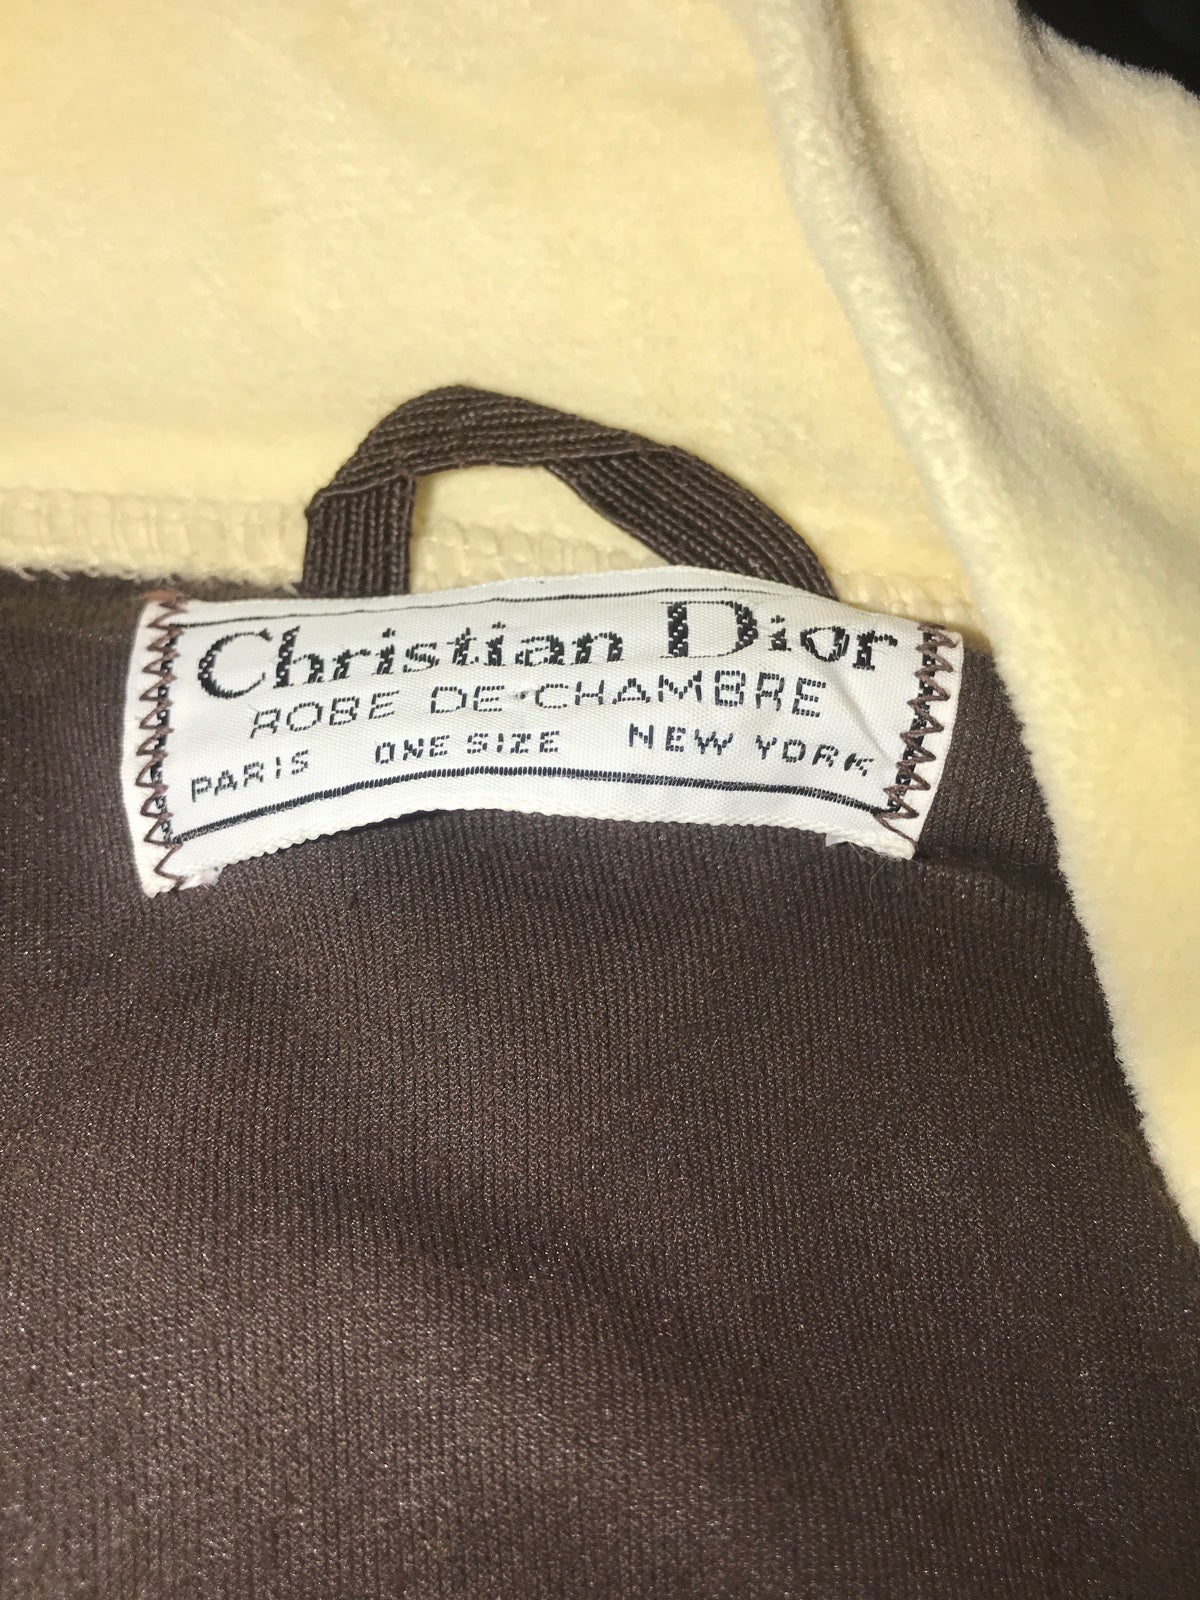 Christian Dior
ROBE DE-CHAMBRE
PARIS ONE SIZE NEW YORK